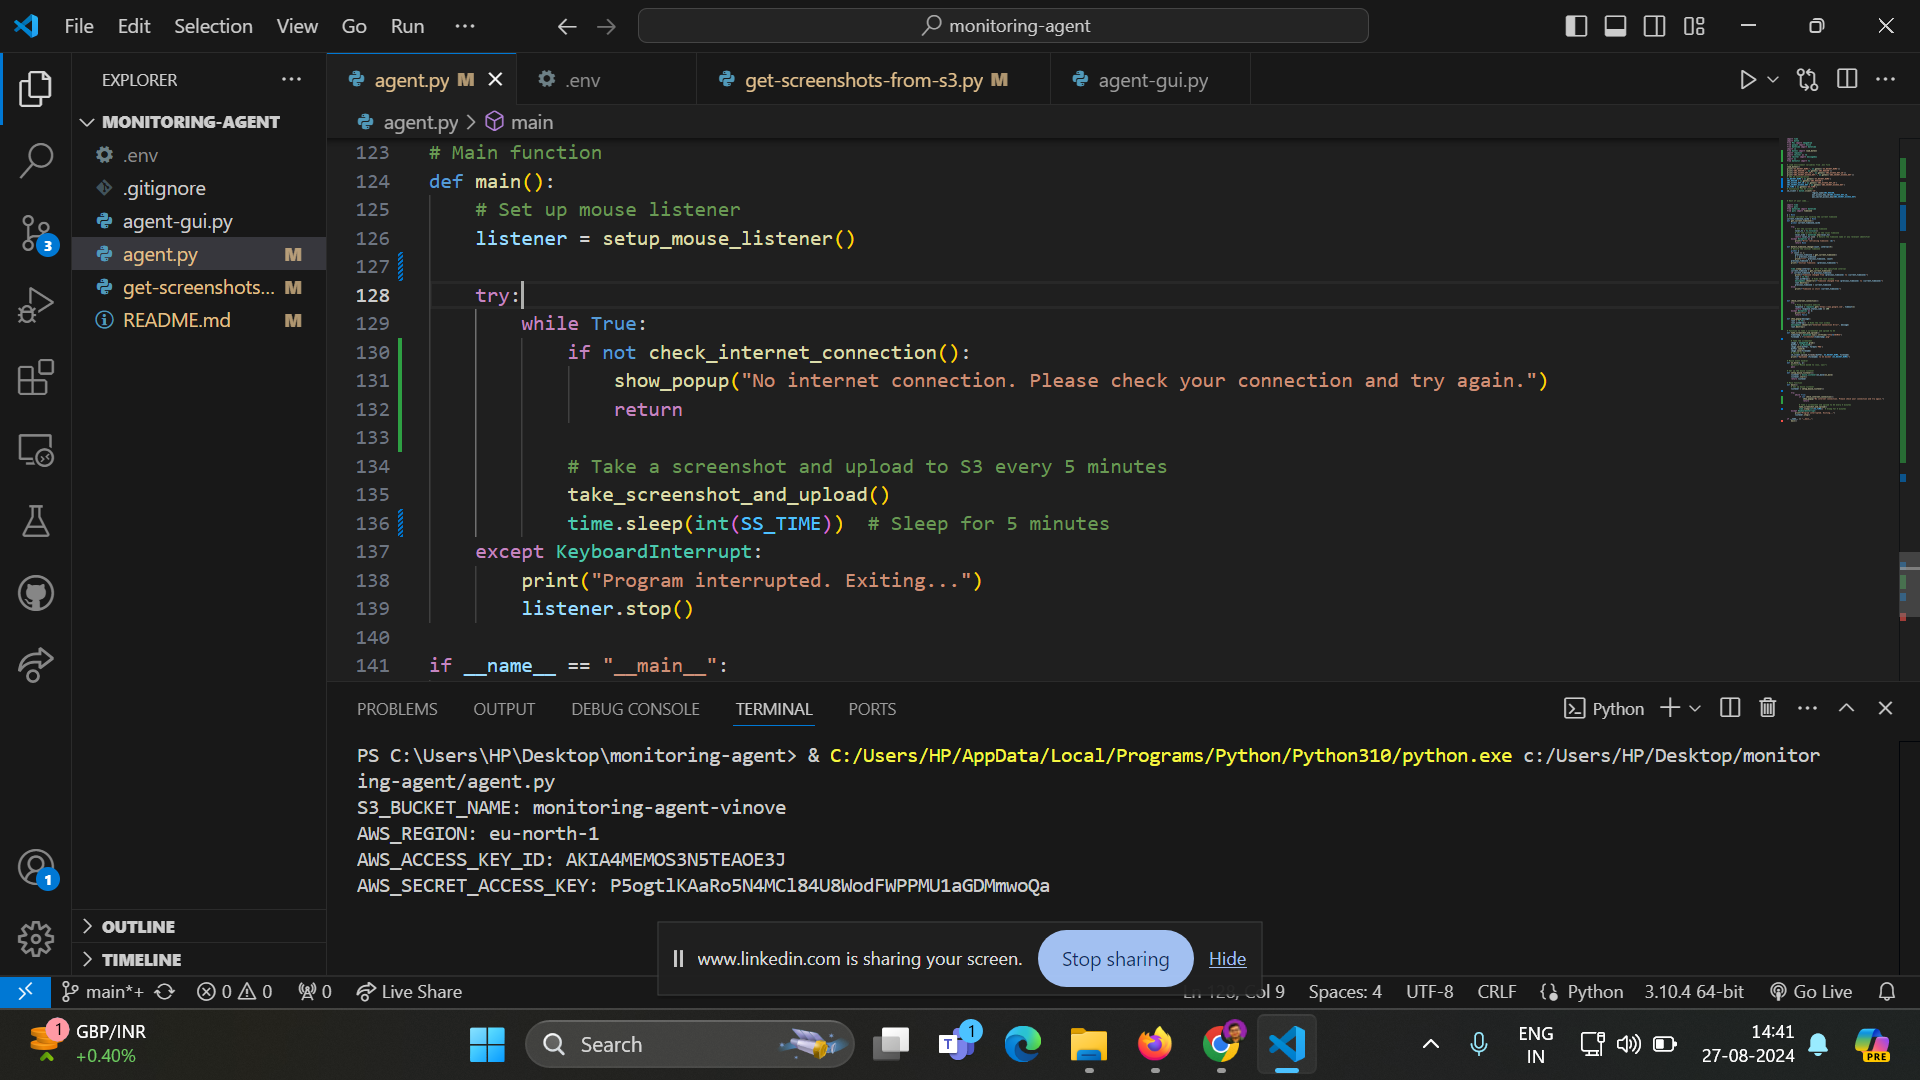 File Edit Selection View Go Run ···
monitoring-agent
EXPLORER
MONITORING-AGENT
.env
.gitignore
agent-gui.py
agent.py M
get-screenshots... M
README.md M
OUTLINE
TIMELINE
3
1
agent.py M
.env
get-screenshots-from-s3.py M
agent-gui.py
agent.py > main
123 # Main function
124 def main():
125 # Set up mouse listener
126 listener = setup_mouse_listener()
127
128 try:
129 while True:
130 if not check_internet_connection():
131 show_popup("No internet connection. Please check your connection and try again.")
132 return
133
134 # Take a screenshot and upload to S3 every 5 minutes
135 take_screenshot_and_upload()
136 time.sleep(int(SS_TIME)) # Sleep for 5 minutes
137 except KeyboardInterrupt:
138 print("Program interrupted. Exiting...")
139 listener.stop()
140
141 if __name__ == "__main__":
PROBLEMS OUTPUT DEBUG CONSOLE TERMINAL PORTS
Python
PS C:\Users\HP\Desktop\monitoring-agent> & C:/Users/HP/AppData/Local/Programs/Python/Python310/python.exe c:/Users/HP/Desktop/monitor
ing-agent/agent.py
S3_BUCKET_NAME: monitoring-agent-vinove
AWS_REGION: eu-north-1
AWS_ACCESS_KEY_ID: AKIA4MEMOS3N5TEAOE3J
AWS_SECRET_ACCESS_KEY: P5ogtlKAaRo5N4MCl84U8WodFWPPMU1aGDMmwoQa
www.linkedin.com is sharing your screen. Stop sharing Hide
main*+ 0 0 0 Live Share
Ln 128, Col 9 Spaces: 4 UTF-8 CRLF Python 3.10.4 64-bit Go Live
1
GBP/INR
+0.40%
Search
1
ENG
IN
14:41
27-08-2024
PRE